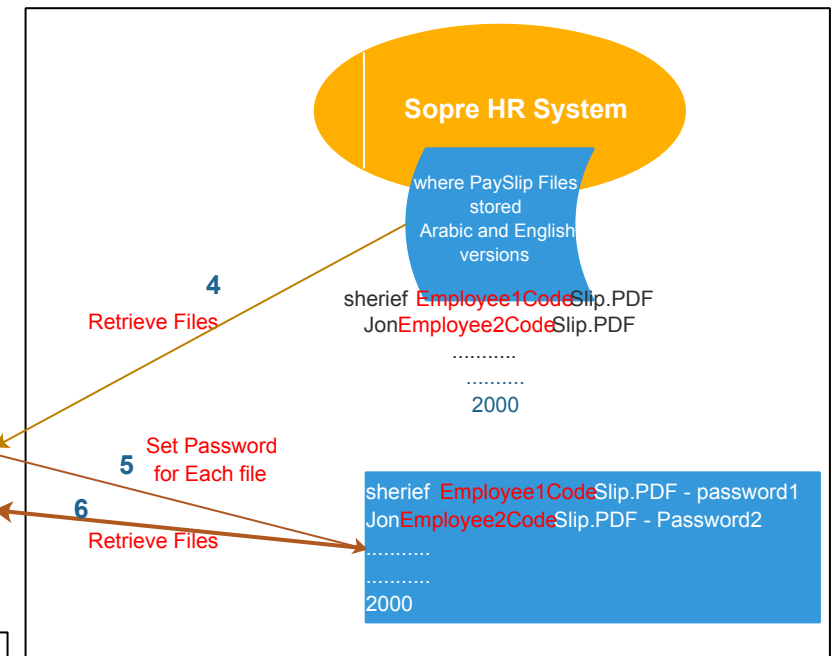 Sopre HR System
where PaySlip Files
stored
Arabic and English
versions
4
Retrieve Files
sherief Employee1CodeSlip.PDF
JonEmployee2CodeSlip.PDF
...........
..........
2000
Set Password
for Each file
5
6
Retrieve Files
sherief Employee1CodeSlip.PDF - password1
JonEmployee2CodeSlip.PDF - Password2
...........
...........
2000